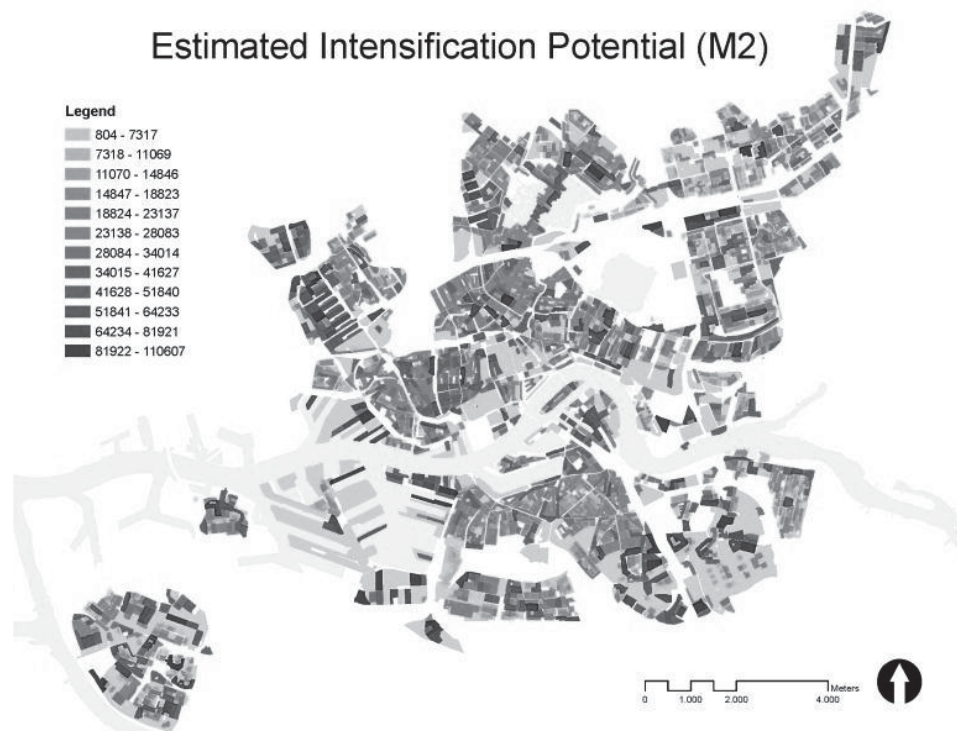 Estimated Intensification Potential (M2)
Legend
804 - 7317
7318 - 11069
11070 - 14846
14847 - 18823
18824 - 23137
23138 - 28083
28084 - 34014
34015 - 41627
41628 - 51840
51841 - 64233
64234 - 81921
81922 - 110607
Meters
0 1.000 2.000 4.000